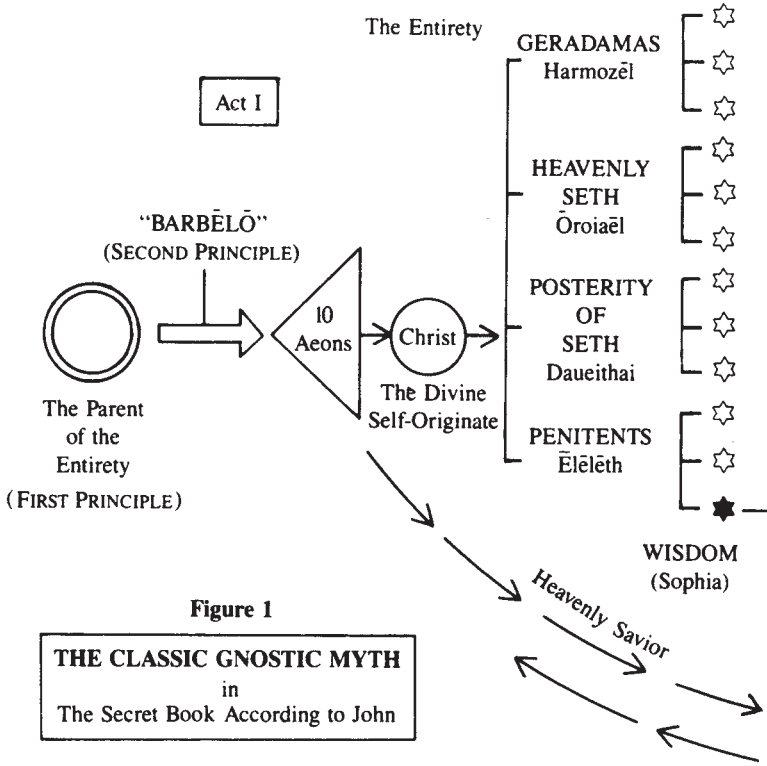 The Entirety
Act I
GERADAMAS
Harmozēl
HEAVENLY
SETH
Ōroiaēl
POSTERITY
OF
SETH
Daueithai
PENITENTS
Ēlēlēth
"BARBĒLŌ"
(SECOND PRINCIPLE)
10
Aeons
Christ
The Divine
Self-Originate
The Parent
of the
Entirety
(FIRST PRINCIPLE)
WISDOM
(Sophia)
Heavenly Savior
Figure 1
THE CLASSIC GNOSTIC MYTH
in
The Secret Book According to John